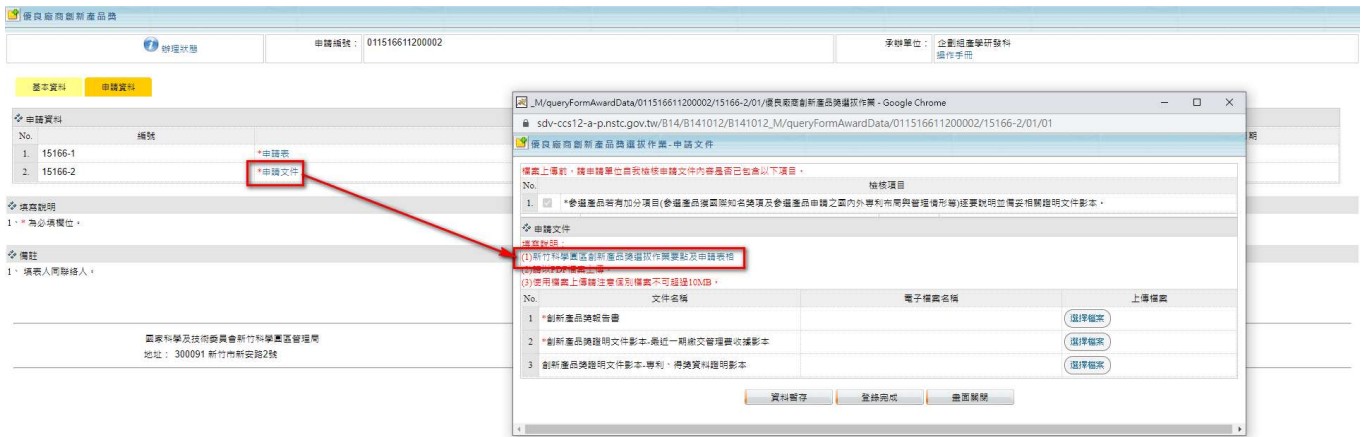 優良廠商創新產品獎
辦理狀態
申請編號： 011516611200002
承辦單位： 企劃組產學研發科
操作手冊
基本資料 申請資料
申請資料
No. 編號 期
1. 15166-1 *申請表
2. 15166-2 *申請文件
填寫說明
1、* 為必填欄位。
備註
1、 填表人同聯絡人。
國家科學及技術委員會新竹科學園區管理局
地址： 300091 新竹市新安路2號
_M/queryFormAwardData/011516611200002/15166-2/01/優良廠商創新產品獎選拔作業 - Google Chrome
sdv-ccs12-a-p.nstc.gov.tw/B14/B141012/B141012_M/queryFormAwardData/011516611200002/15166-2/01/01
優良廠商創新產品獎選拔作業-申請文件
檔案上傳前，請申請單位自我檢核申請文件內容是否已包含以下項目。
No. 檢核項目
1. *參選產品若有加分項目(參選產品獲國際知名獎項及參選產品申請之國內外專利布局與管理情形等)逐要說明並備妥相關證明文件影本。
申請文件
填寫說明：
(1)新竹科學園區創新產品獎選拔作業要點及申請表格
(2)請以PDF檔案上傳。
(3)使用檔案上傳請注意個別檔案不可超過10MB。
No. 文件名稱 電子檔案名稱 上傳檔案
1 *創新產品獎報告書 選擇檔案
2 *創新產品獎證明文件影本-最近一期繳交管理費收據影本 選擇檔案
3 創新產品獎證明文件影本-專利、得獎資料證明影本 選擇檔案
資料暫存 登錄完成 畫面關閉